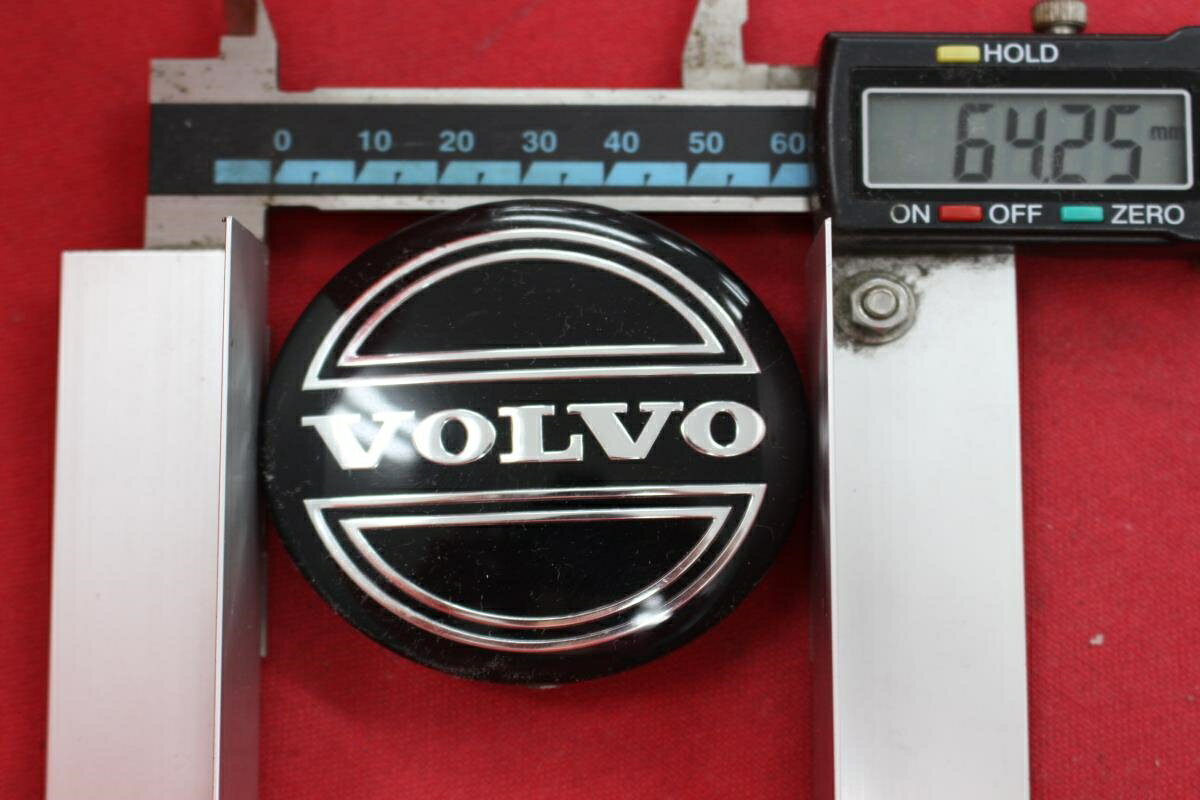 HOLD
64.25 mm
0 10 20 30 40 50 60
ON OFF ZERO
VOLVO